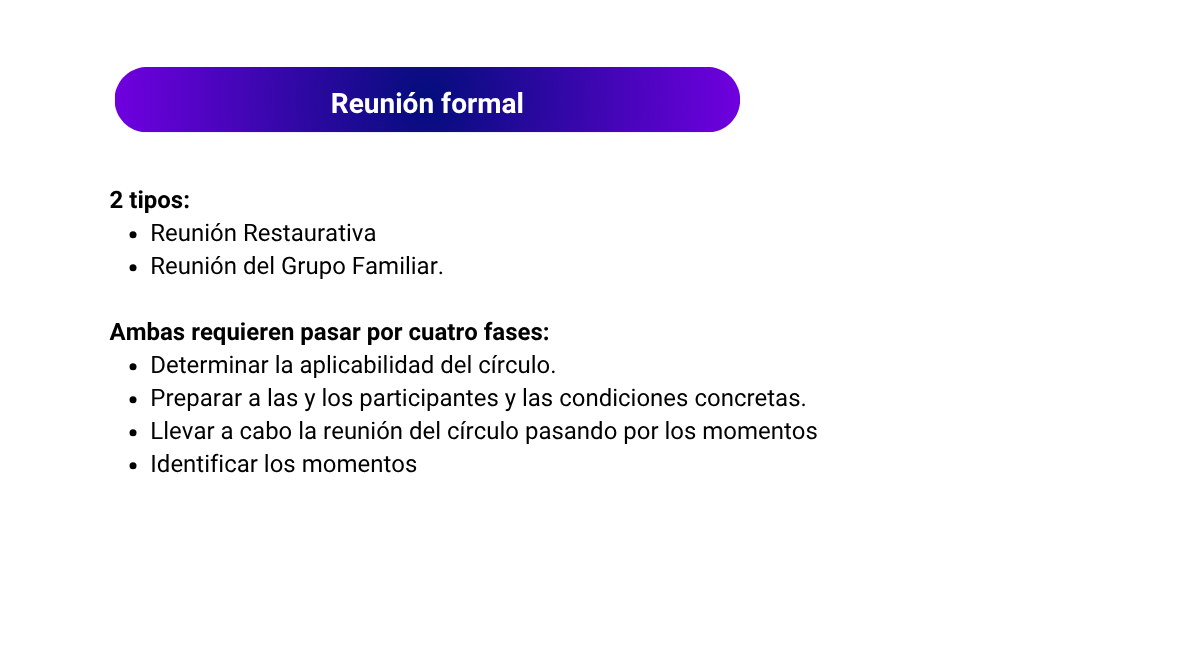 Reunión formal
2 tipos:
• Reunión Restaurativa
• Reunión del Grupo Familiar.
Ambas requieren pasar por cuatro fases:
• Determinar la aplicabilidad del círculo.
• Preparar a las y los participantes y las condiciones concretas.
• Llevar a cabo la reunión del círculo pasando por los momentos
• Identificar los momentos